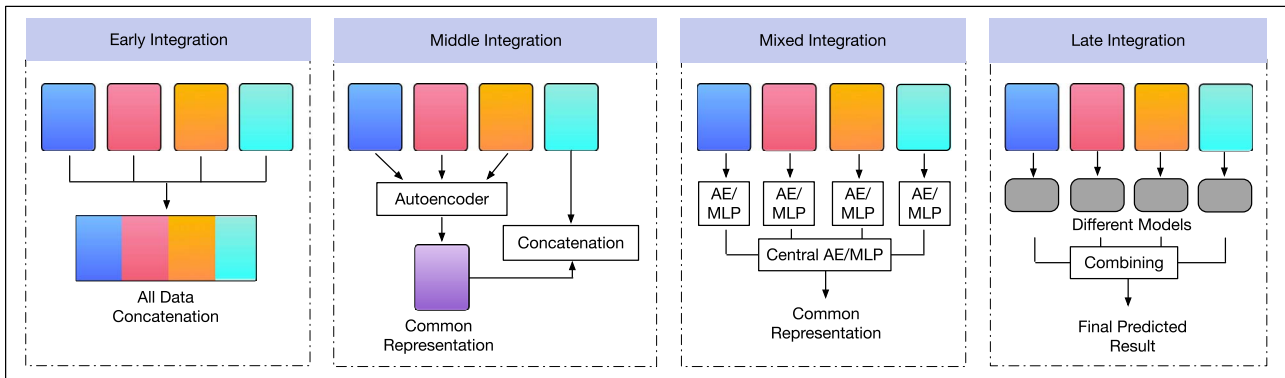 Early Integration
All Data
Concatenation
Middle Integration
Autoencoder
Concatenation
Common
Representation
Mixed Integration
AE/
MLP
AE/
MLP
AE/
MLP
AE/
MLP
Central AE/MLP
Common
Representation
Late Integration
Different Models
Combining
Final Predicted
Result